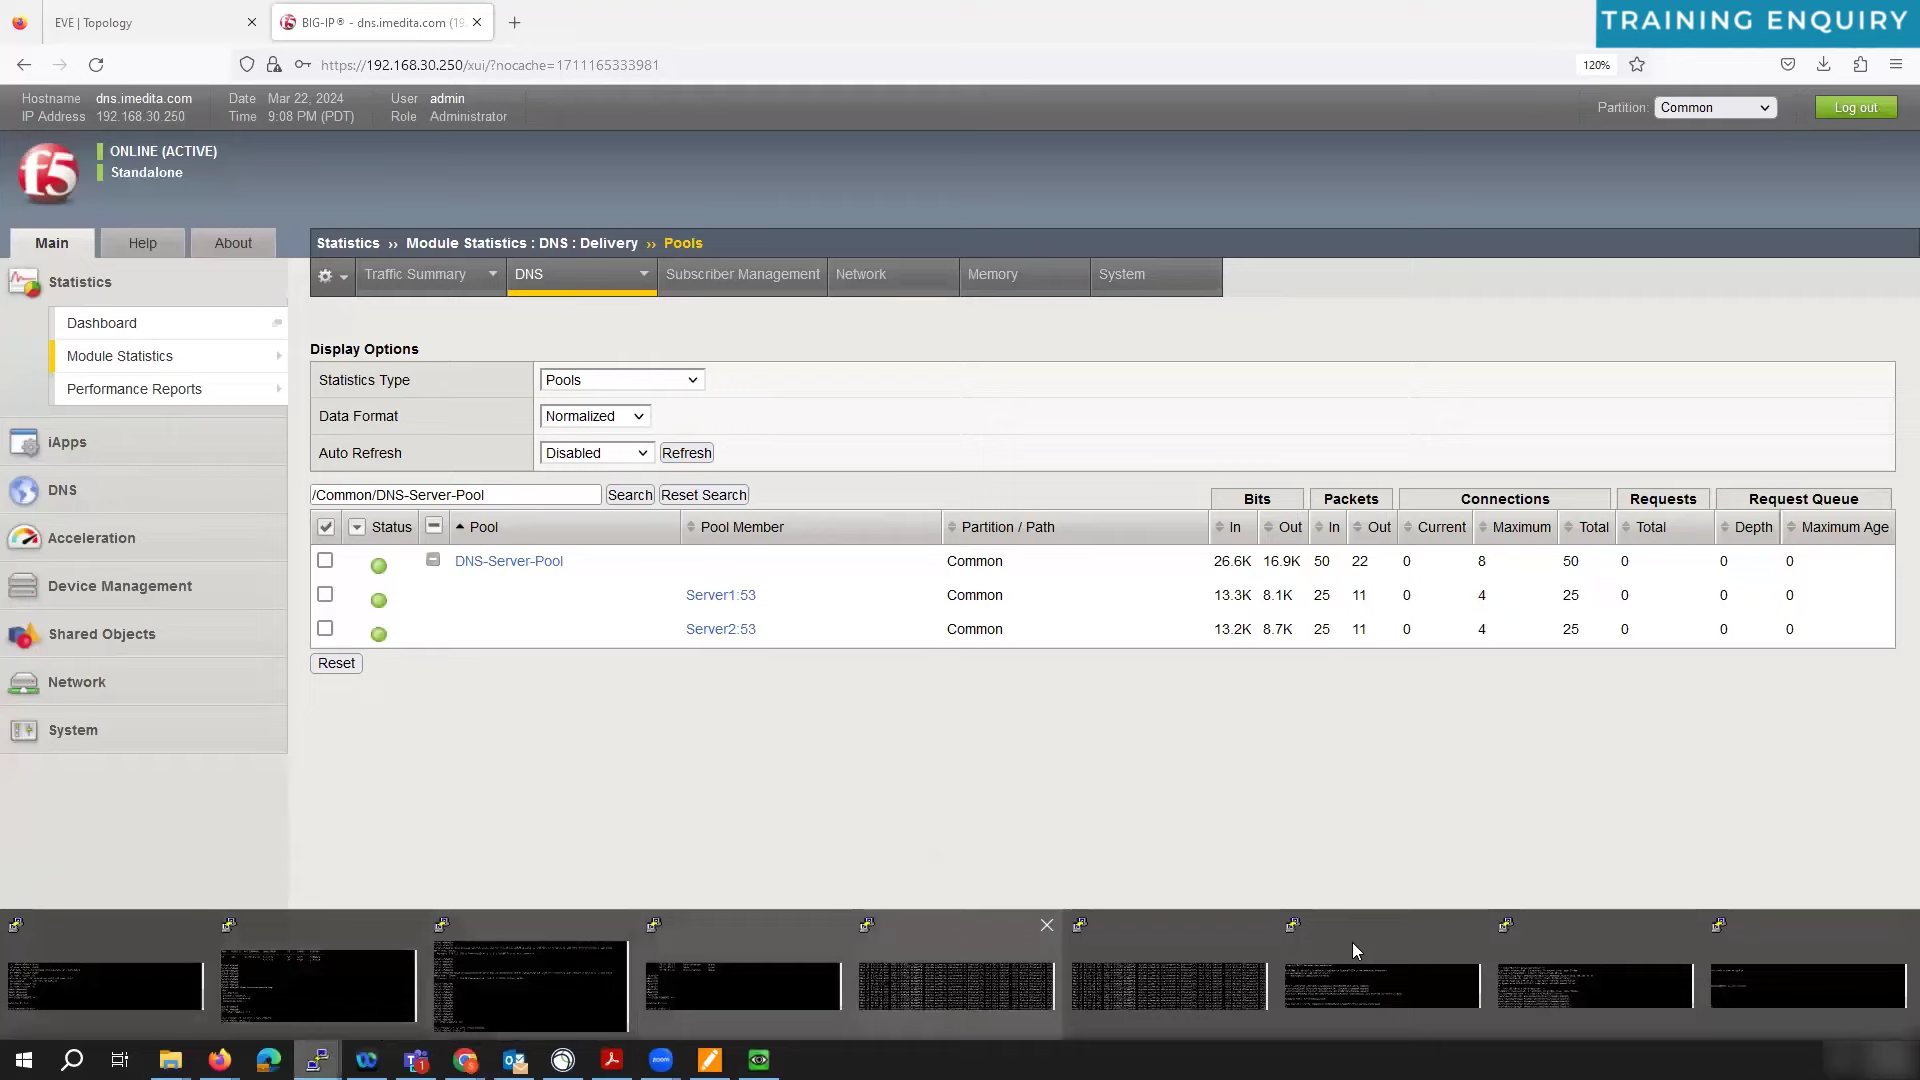 EVE | Topology
BIG-IP® - dns.imedita.com (19
TRAINING ENQUIRY
https://192.168.30.250/xui/?nocache=1711165333981
120%
Hostname dns.imedita.com Date Mar 22, 2024 User admin
IP Address 192.168.30.250 Time 9:08 PM (PDT) Role Administrator
Partition: Common Log out
f5
ONLINE (ACTIVE)
Standalone
Main Help About
Statistics ›› Module Statistics : DNS : Delivery ›› Pools
Traffic Summary DNS Subscriber Management Network Memory System
Statistics
Dashboard
Module Statistics
Performance Reports
iApps
DNS
Acceleration
Device Management
Shared Objects
Network
System
Display Options
Statistics Type Pools
Data Format Normalized
Auto Refresh Disabled Refresh
/Common/DNS-Server-Pool Search Reset Search
Bits Packets Connections Requests Request Queue
Status Pool Pool Member Partition / Path In Out In Out Current Maximum Total Total Depth Maximum Age
DNS-Server-Pool Common 26.6K 16.9K 50 22 0 8 50 0 0 0
Server1:53 Common 13.3K 8.1K 25 11 0 4 25 0 0 0
Server2:53 Common 13.2K 8.7K 25 11 0 4 25 0 0 0
Reset
zoom